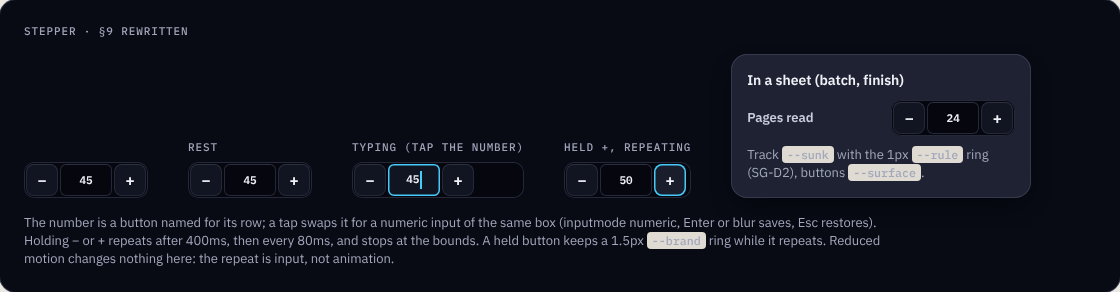 STEPPER · §9 REWRITTEN
In a sheet (batch, finish)
Pages read
− 24 +
Track --sunk with the 1px --rule ring
(SG-D2), buttons --surface.
REST
TYPING (TAP THE NUMBER)
HELD +, REPEATING
− 45 +
− 45 +
− 45 +
− 50 +
The number is a button named for its row; a tap swaps it for a numeric input of the same box (inputmode numeric, Enter or blur saves, Esc restores).
Holding − or + repeats after 400ms, then every 80ms, and stops at the bounds. A held button keeps a 1.5px --brand ring while it repeats. Reduced
motion changes nothing here: the repeat is input, not animation.